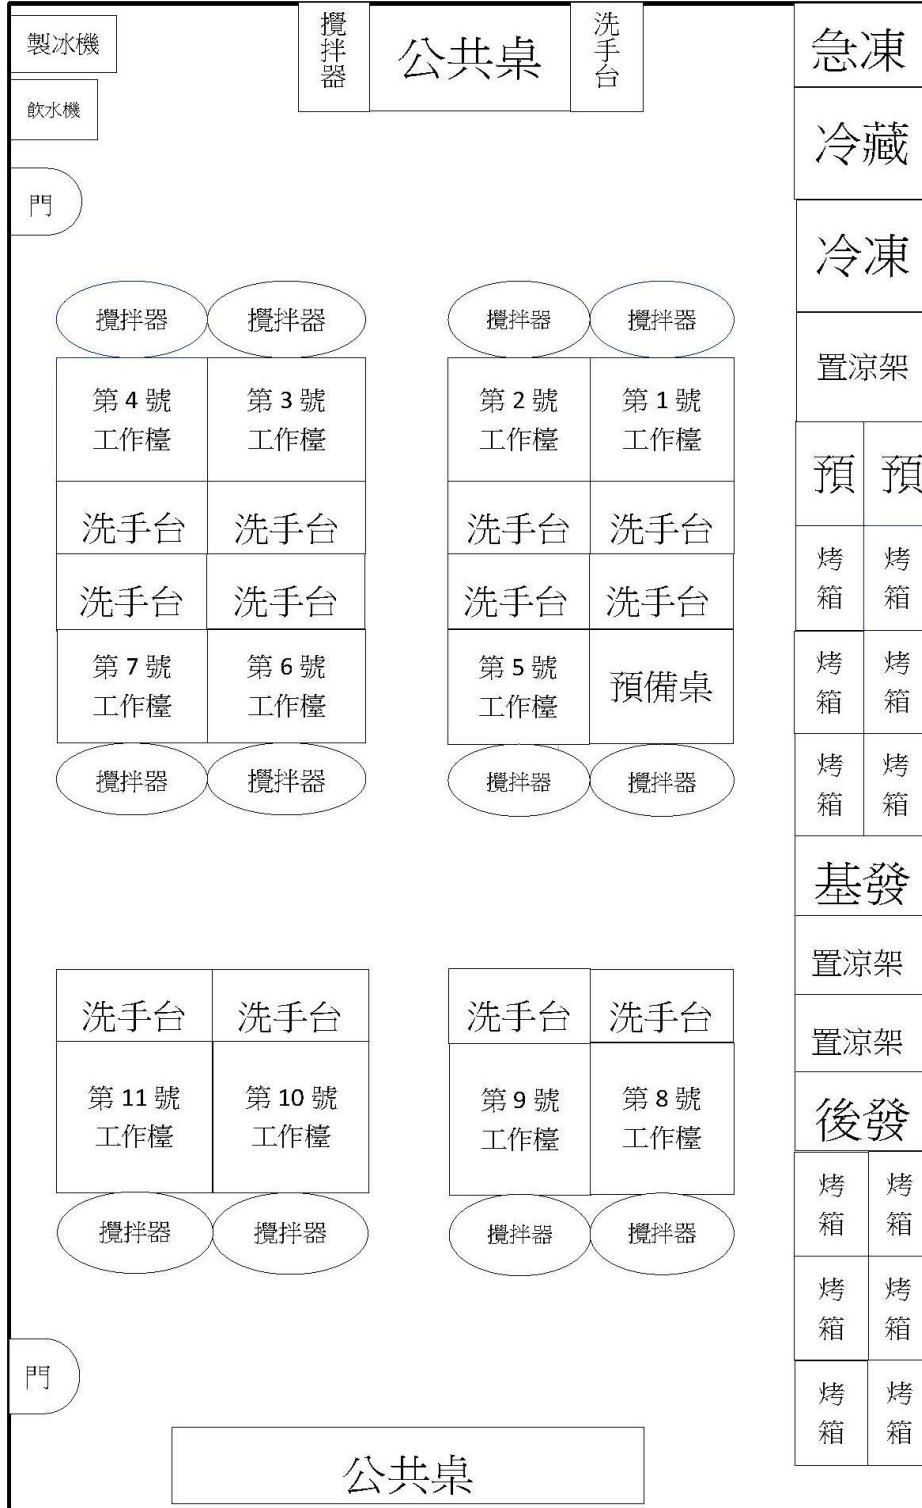 製冰機
飲水機
門
攪拌器
公共桌
洗手台
急凍
冷藏
冷凍
置涼架
攪拌器
攪拌器
攪拌器
攪拌器
第 4 號
工作檯
第 3 號
工作檯
第 2 號
工作檯
第 1 號
工作檯
洗手台
洗手台
洗手台
洗手台
洗手台
洗手台
洗手台
洗手台
第 7 號
工作檯
第 6 號
工作檯
第 5 號
工作檯
預備桌
攪拌器
攪拌器
攪拌器
攪拌器
預
預
烤
箱
烤
箱
烤
箱
烤
箱
烤
箱
烤
箱
基發
置涼架
置涼架
後發
洗手台
洗手台
洗手台
洗手台
第 11 號
工作檯
第 10 號
工作檯
第 9 號
工作檯
第 8 號
工作檯
攪拌器
攪拌器
攪拌器
攪拌器
烤
箱
烤
箱
烤
箱
烤
箱
烤
箱
烤
箱
門
公共桌